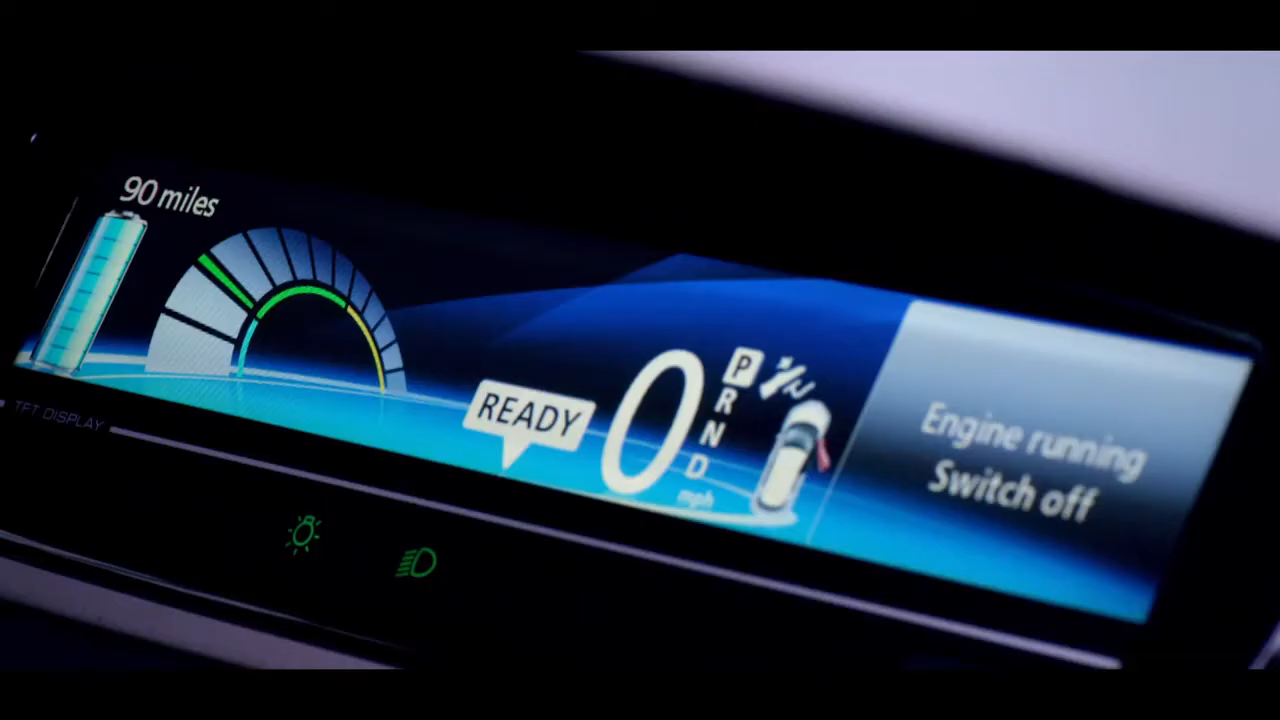 90 miles
READY
0
P
R
N
D
mph
Engine running
Switch off
TFT DISPLAY